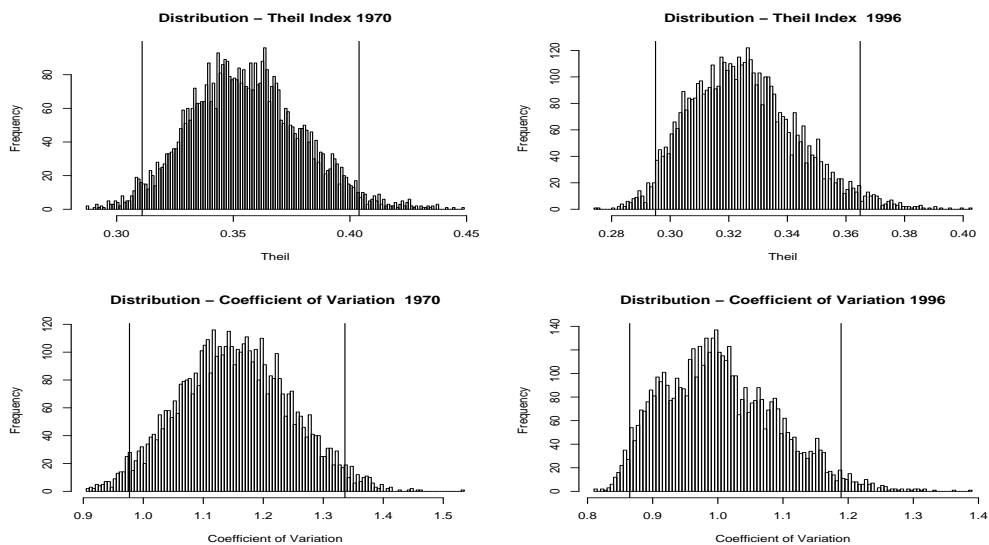 Distribution – Theil Index 1970
Frequency
0 20 40 60 80
0.30 0.35 0.40 0.45
Theil
Distribution – Theil Index 1996
Frequency
0 20 40 60 80 100 120
0.28 0.30 0.32 0.34 0.36 0.38 0.40
Theil
Distribution – Coefficient of Variation 1970
Frequency
0 20 40 60 80 100 120
0.9 1.0 1.1 1.2 1.3 1.4 1.5
Coefficient of Variation
Distribution – Coefficient of Variation 1996
Frequency
0 20 40 60 80 100 140
0.8 0.9 1.0 1.1 1.2 1.3 1.4
Coefficient of Variation